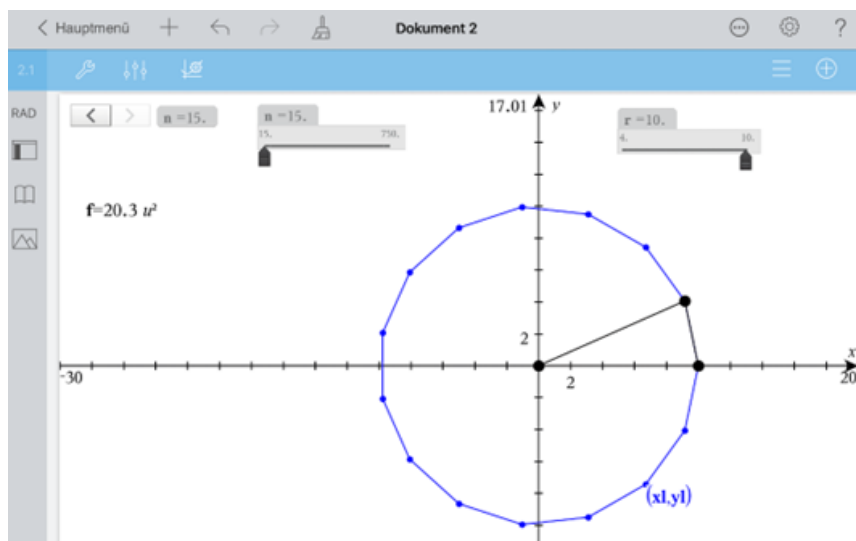 Hauptmenü
Dokument 2
?
2.1
RAD
n =15.
n =15.
15.
750.
17.01
y
r =10.
4.
10.
f=20.3 u²
2
x
-30
2
20
(xl,yl)